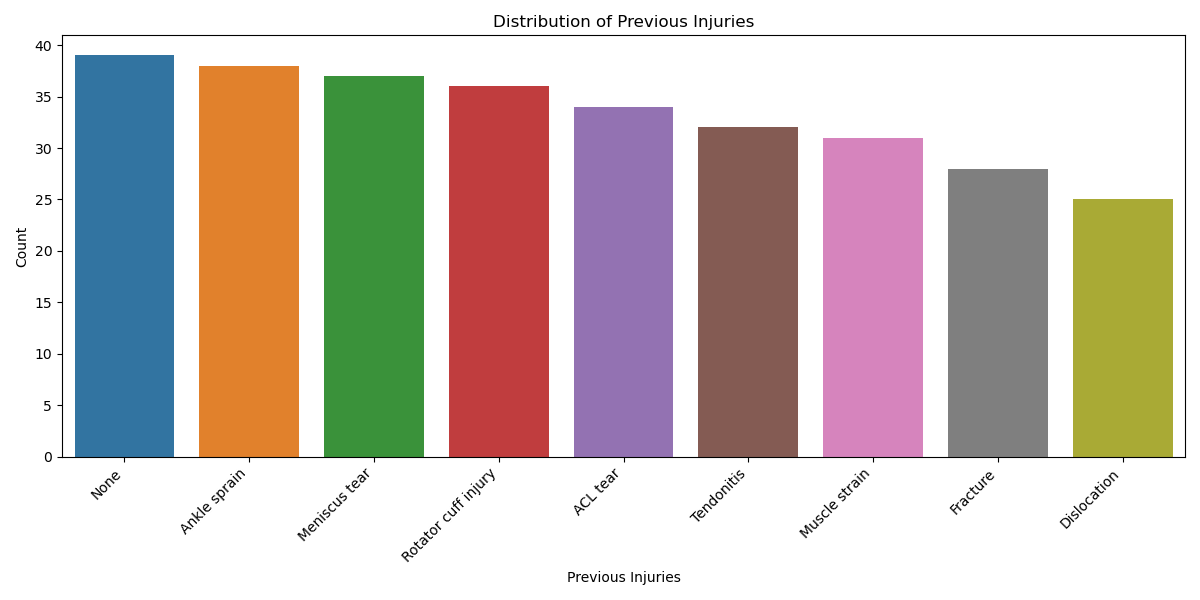 Distribution of Previous Injuries
Count
40
35
30
25
20
15
10
5
0
None
Ankle sprain
Meniscus tear
Rotator cuff injury
ACL tear
Tendonitis
Muscle strain
Fracture
Dislocation
Previous Injuries